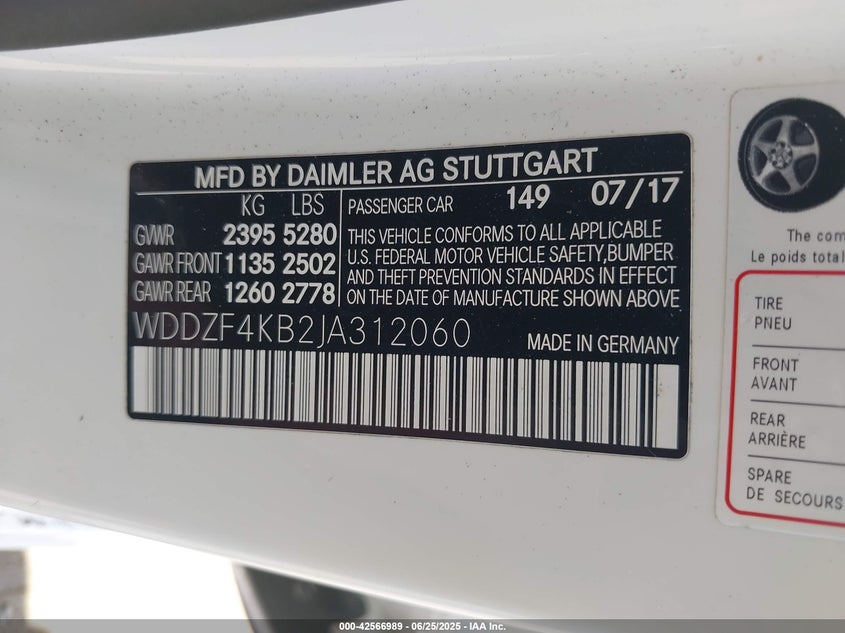 MFD BY DAIMLER AG STUTTGART
KG LBS
GVWR 2395 5280
GAWR FRONT 1135 2502
GAWR REAR 1260 2778
PASSENGER CAR 149 07/17
THIS VEHICLE CONFORMS TO ALL APPLICABLE
U.S. FEDERAL MOTOR VEHICLE SAFETY,BUMPER
AND THEFT PREVENTION STANDARDS IN EFFECT
ON THE DATE OF MANUFACTURE SHOWN ABOVE
WDDZF4KB2JA312060
MADE IN GERMANY
The com
Le poids total
TIRE
PNEU
FRONT
AVANT
REAR
ARRIÈRE
SPARE
DE SECOURS
000-42566989 | 06/25/2025 - IAA Inc.